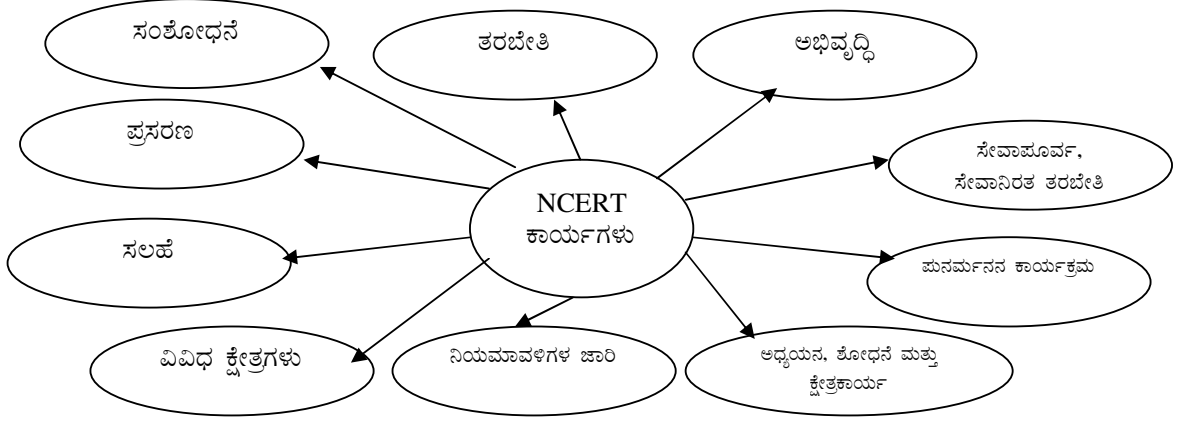 ಸಂಶೋಧನೆ
ತರಬೇತಿ
ಅಭಿವೃದ್ಧಿ
ಪ್ರಸರಣ
ಸೇವಾಪೂರ್ವ,
ಸೇವಾನಿರತ ತರಬೇತಿ
NCERT
ಕಾರ್ಯಗಳು
ಸಲಹೆ
ಪುನರ್ಮನನ ಕಾರ್ಯಕ್ರಮ
ವಿವಿಧ ಕ್ಷೇತ್ರಗಳು
ನಿಯಮಾವಳಿಗಳ ಜಾರಿ
ಅಧ್ಯಯನ, ಶೋಧನೆ ಮತ್ತು
ಕ್ಷೇತ್ರಕಾರ್ಯ